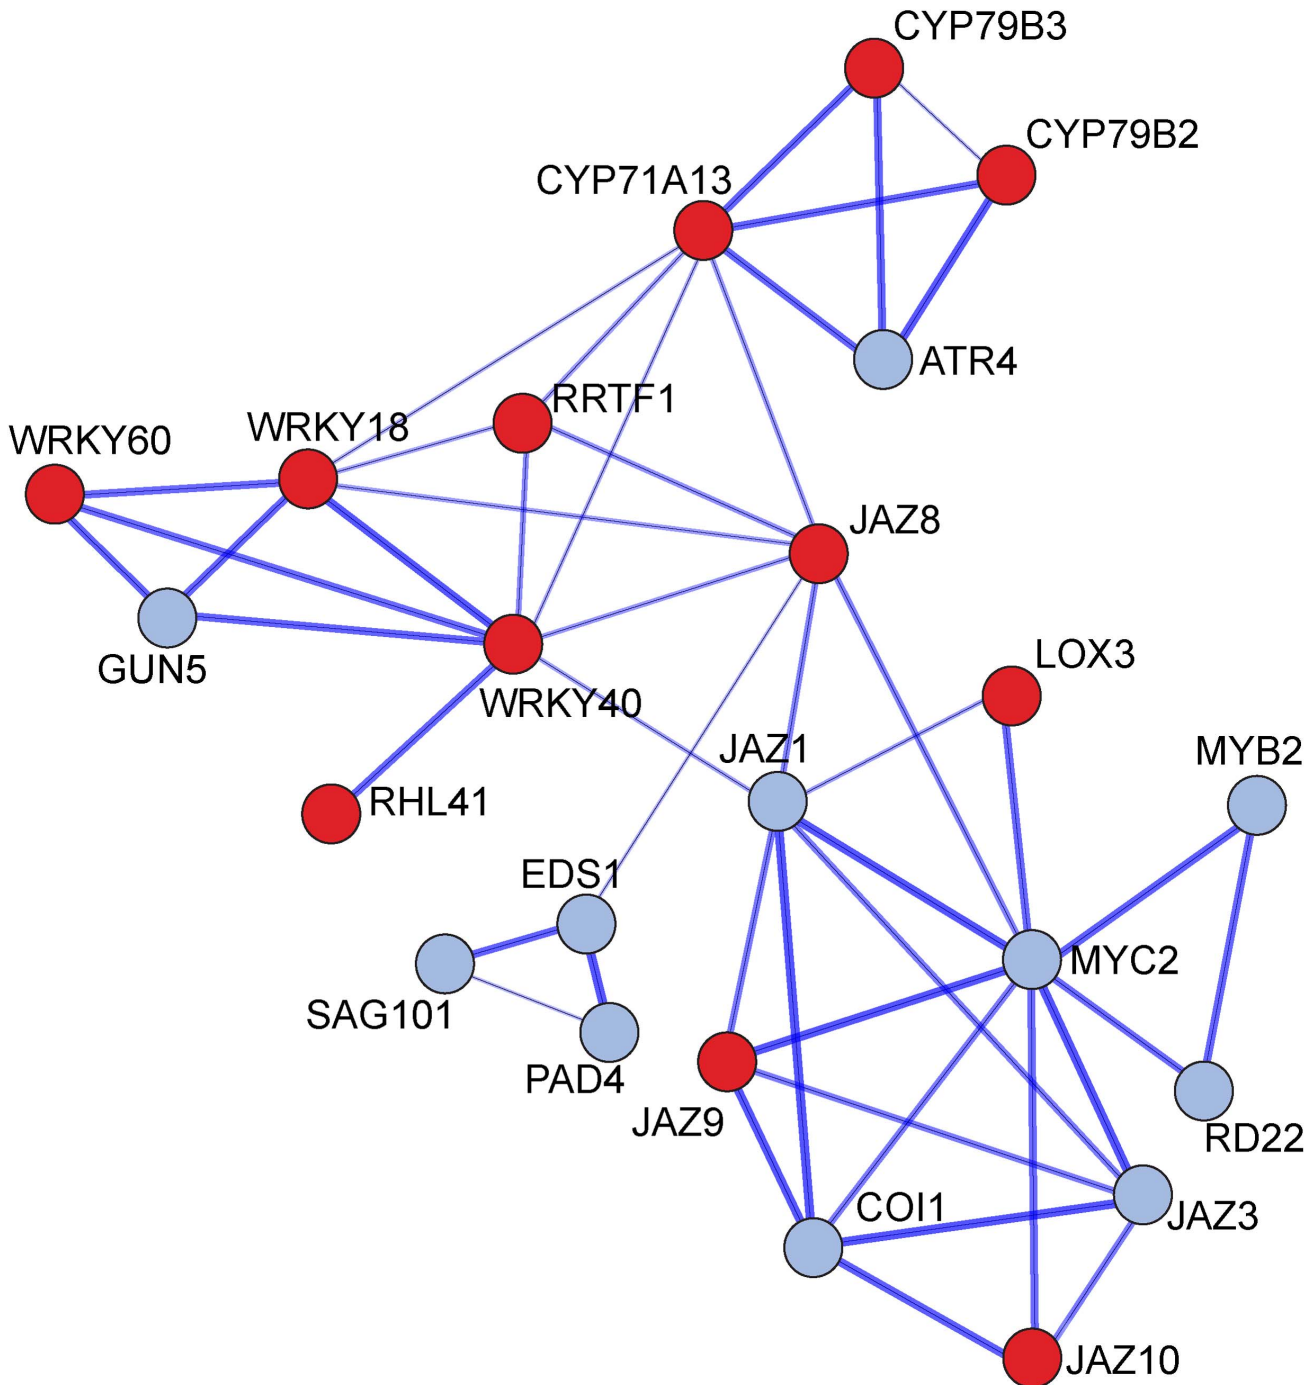 CYP79B3
CYP79B2
CYP71A13
ATR4
RRTF1
WRKY18
WRKY60
JAZ8
LOX3
GUN5
WRKY40
JAZ1
MYB2
RHL41
EDS1
MYC2
SAG101
PAD4
JAZ9
RD22
COI1
JAZ3
JAZ10